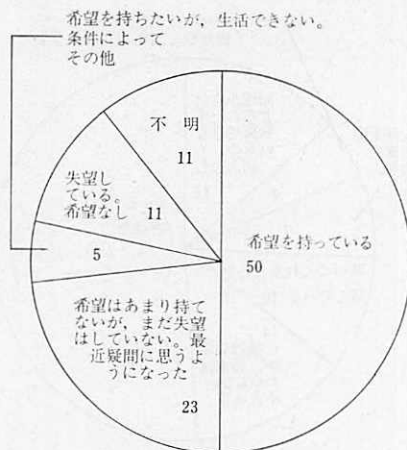 希望を持ちたいが，生活できない。
条件によって
その他
不 明
11
失望し
ている。
希望なし 11
5
希望を持っている
50
希望はあまり持て
ないが，まだ失望
はしていない。最
近疑間に思うよ
うになった
23